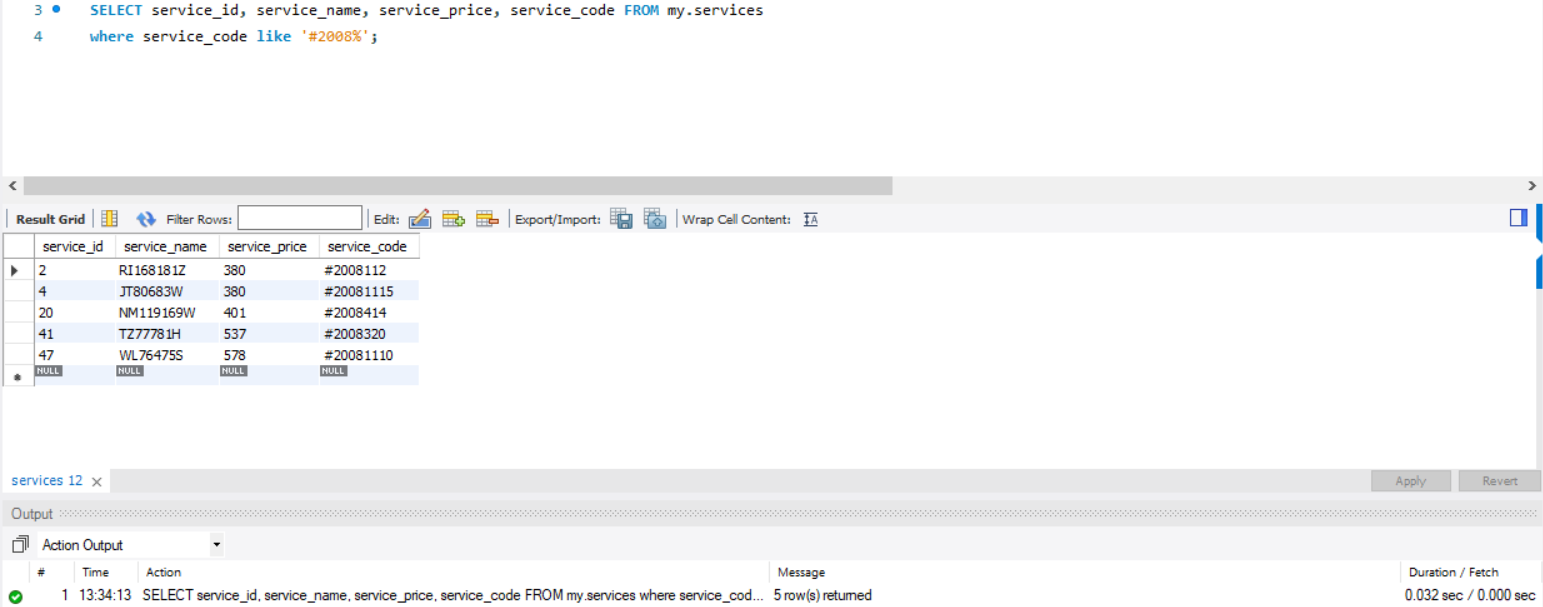 3 SELECT service_id, service_name, service_price, service_code FROM my.services
4 where service_code like '#2008%';
Result Grid Filter Rows: Edit: Export/Import: Wrap Cell Content: IA
service_id service_name service_price service_code
2 RI168181Z 380 #2008112
4 JT80683W 380 #20081115
20 NM119169W 401 #2008414
41 TZ77781H 537 #2008320
47 WL76475S 578 #20081110
NULL NULL NULL NULL
services 12 Apply Revert
Output
Action Output
# Time Action Message Duration / Fetch
1 13:34:13 SELECT service_id, service_name, service_price, service_code FROM my.services where service_cod... 5 row(s) returned 0.032 sec / 0.000 sec